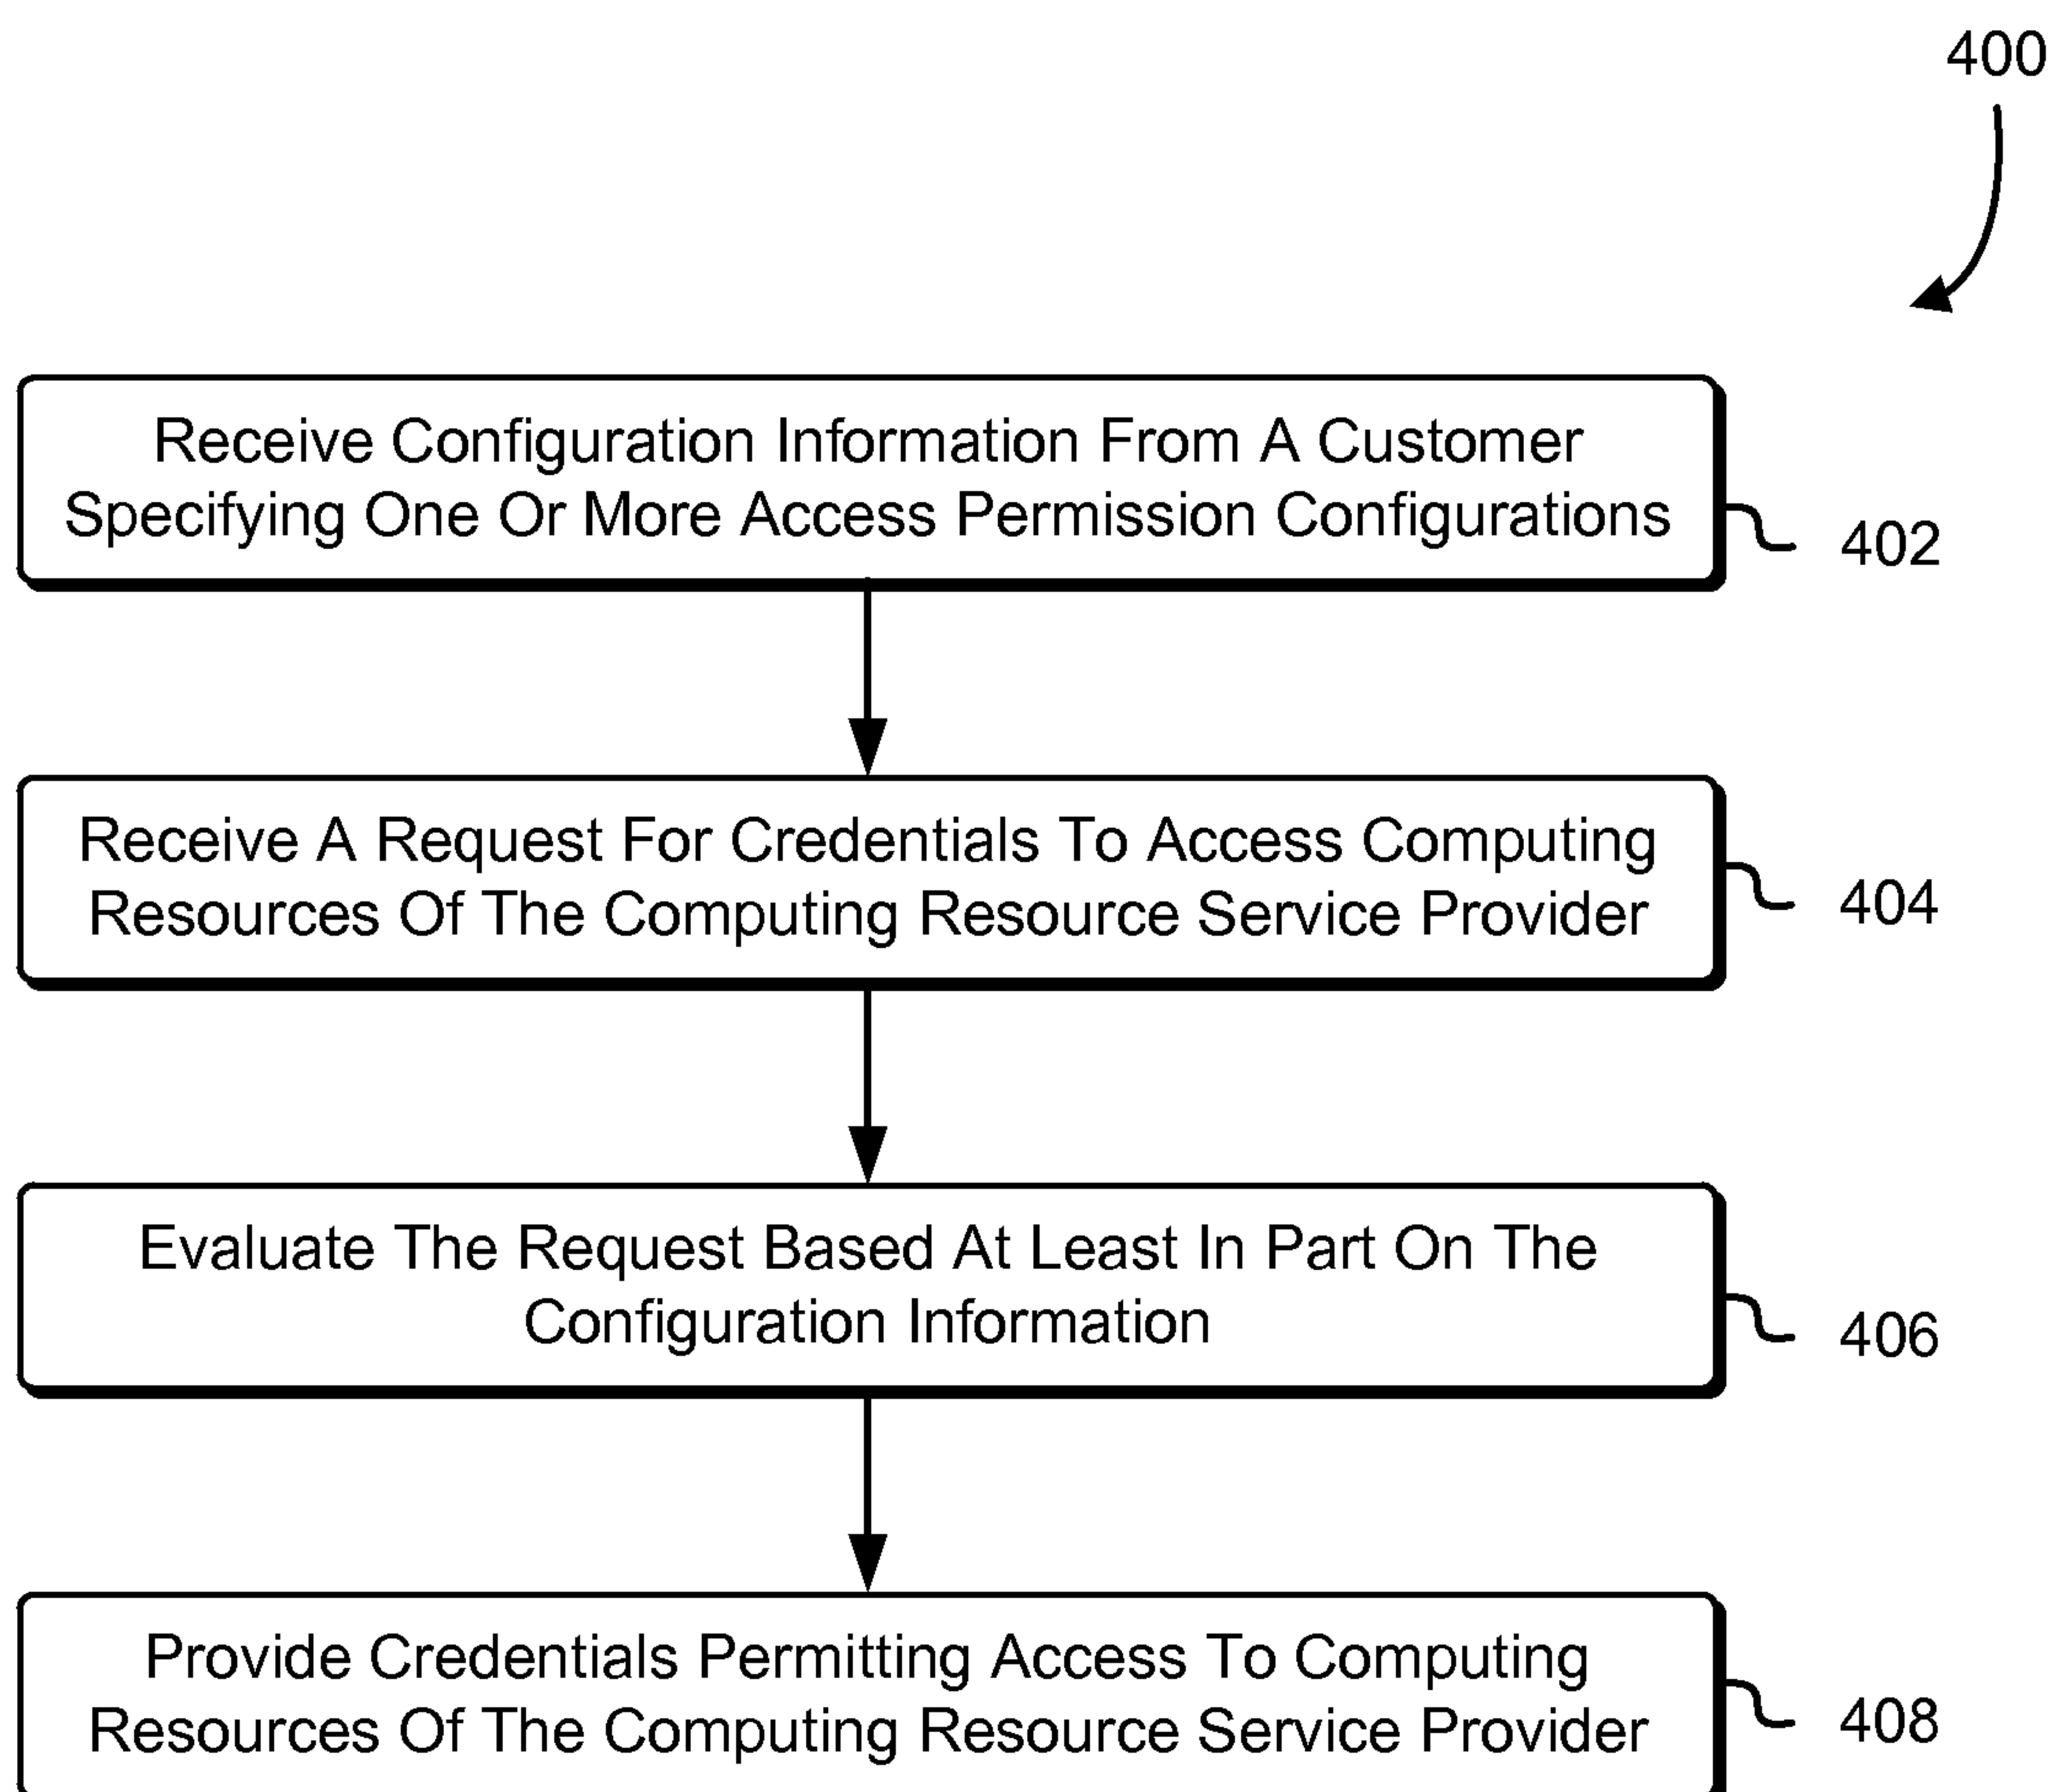 400
Receive Configuration Information From A Customer
Specifying One Or More Access Permission Configurations
402
Receive A Request For Credentials To Access Computing
Resources Of The Computing Resource Service Provider
404
Evaluate The Request Based At Least In Part On The
Configuration Information
406
Provide Credentials Permitting Access To Computing
Resources Of The Computing Resource Service Provider
408